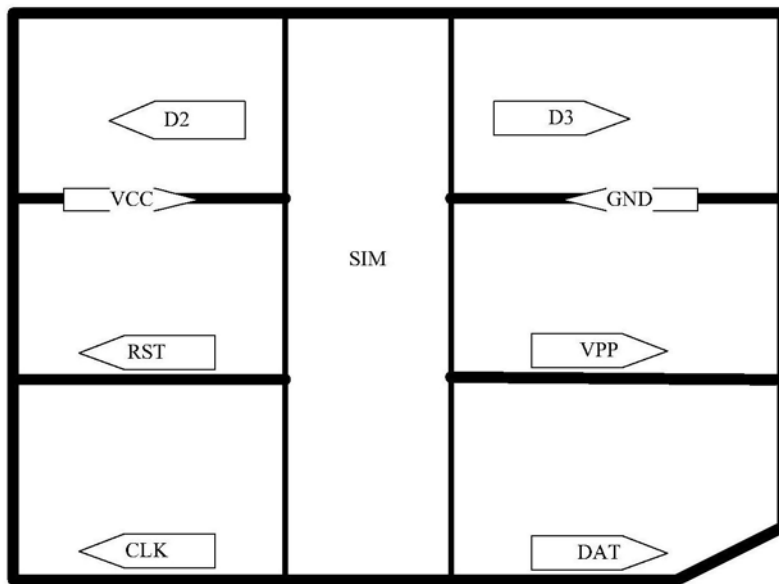 D2
D3
VCC
GND
SIM
RST
VPP
CLK
DAT